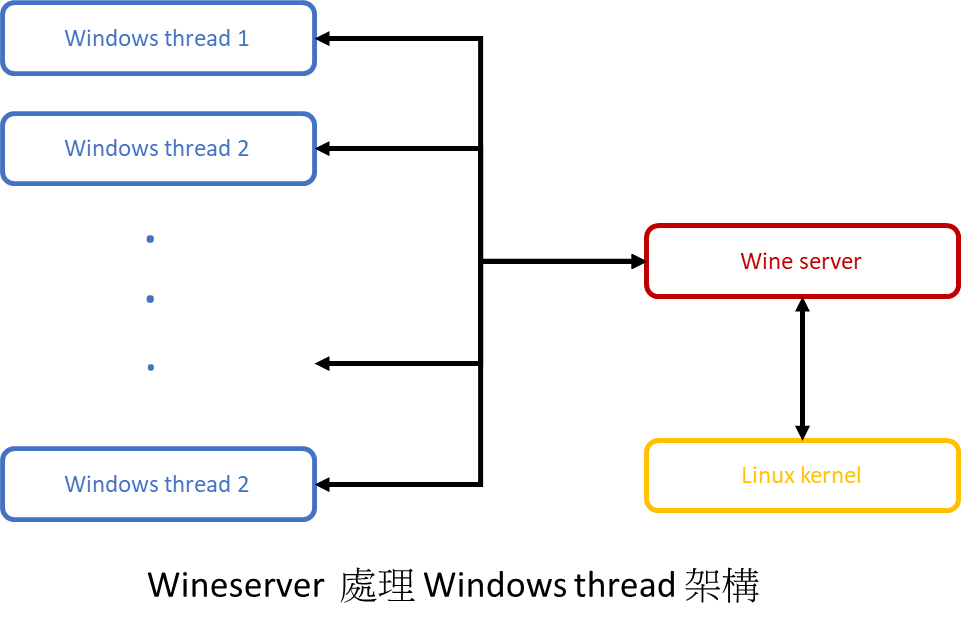 Windows thread 1
Windows thread 2
Wine server
Windows thread 2
Linux kernel
Wineserver 處理 Windows thread 架構